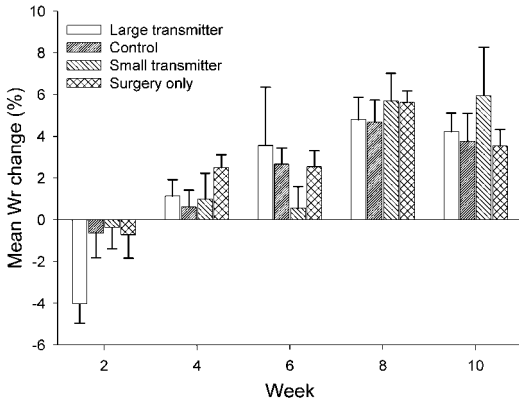 Large transmitter
Control
Small transmitter
Surgery only
Mean Wr change (%)
10
8
6
4
2
0
-2
-4
-6
2 4 6 8 10
Week